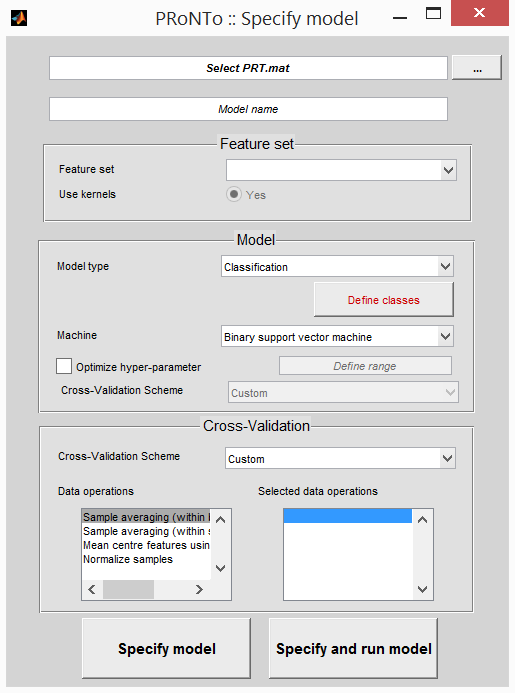 PRoNTo :: Specify model
Select PRT.mat
...
Model name
Feature set
Feature set
Use kernels
Yes
Model
Model type
Classification
Define classes
Machine
Binary support vector machine
Optimize hyper-parameter
Define range
Cross-Validation Scheme
Custom
Cross-Validation
Cross-Validation Scheme
Custom
Data operations
Selected data operations
Sample averaging (within
Sample averaging (within
Mean centre features usin
Normalize samples
Specify model
Specify and run model